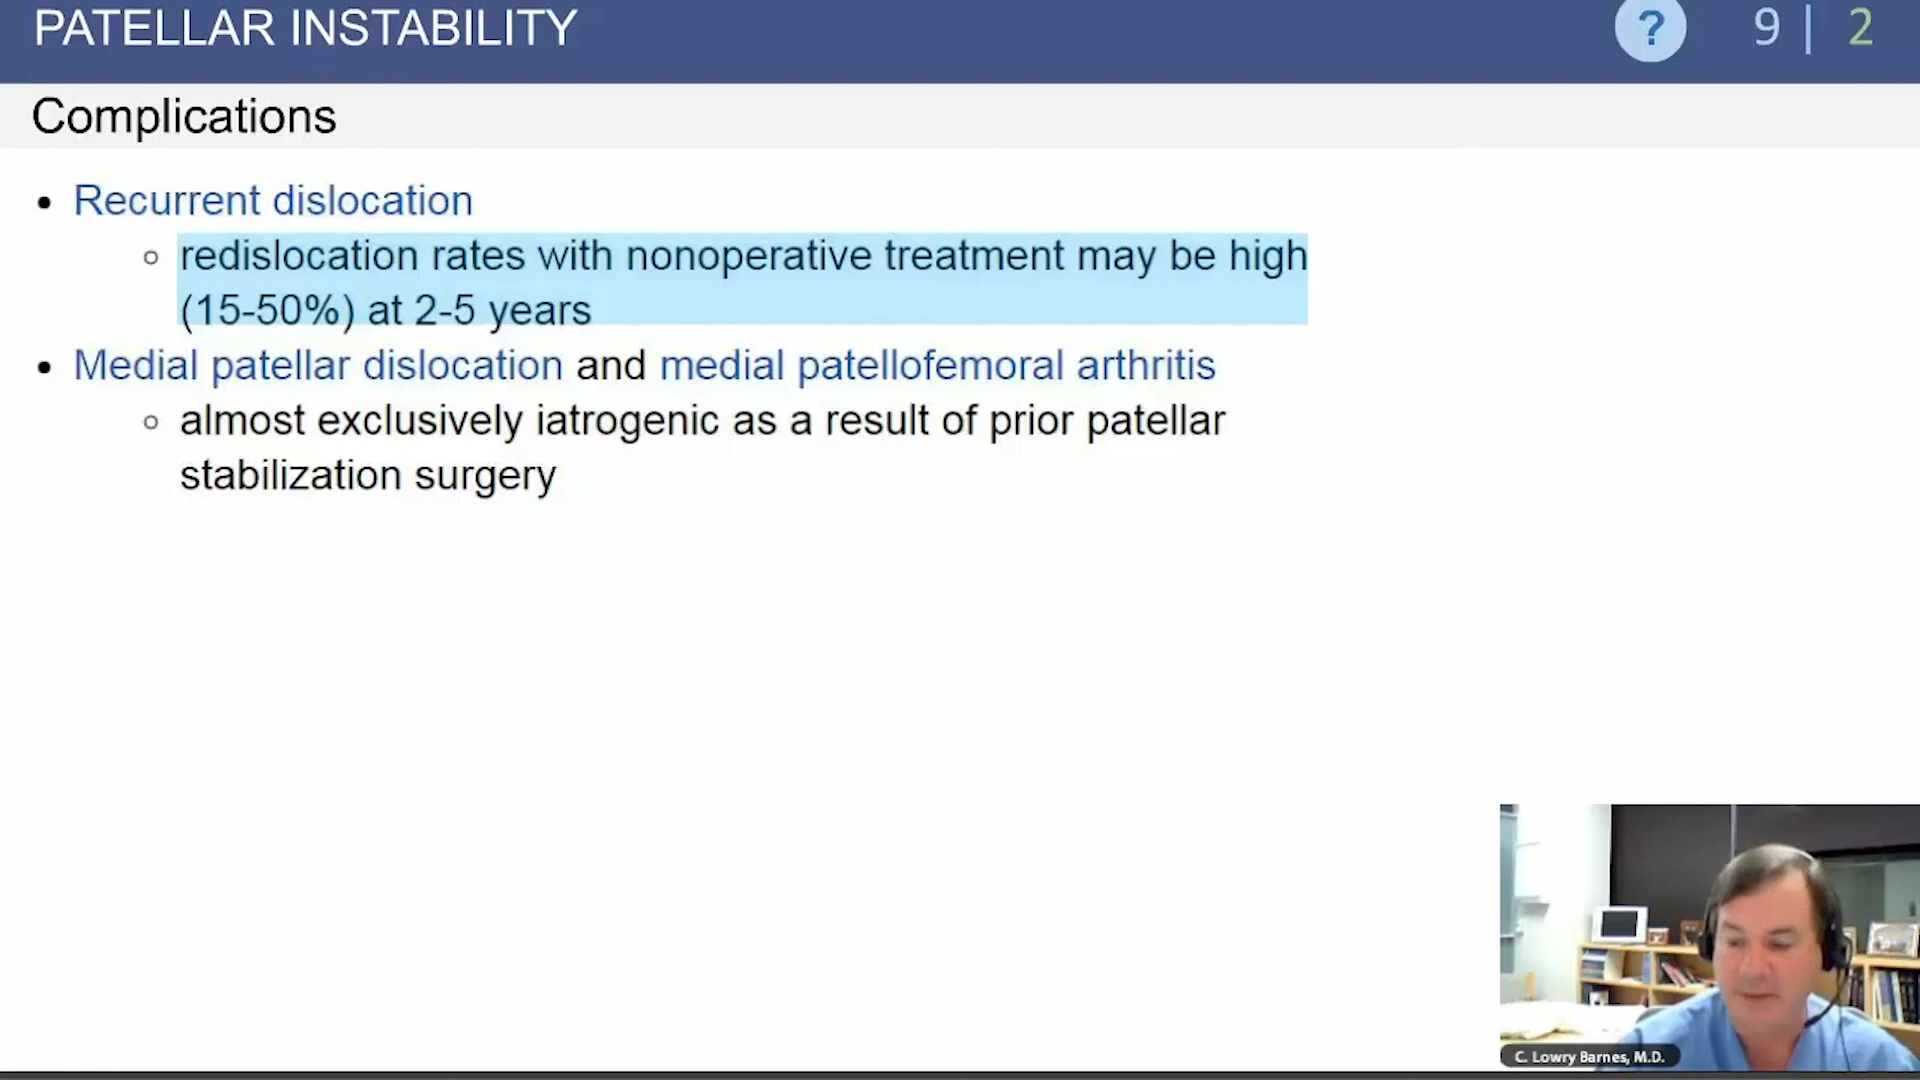 PATELLAR INSTABILITY
? 9 | 2
Complications
• Recurrent dislocation
○ redislocation rates with nonoperative treatment may be high
(15-50%) at 2-5 years
• Medial patellar dislocation and medial patellofemoral arthritis
○ almost exclusively iatrogenic as a result of prior patellar
stabilization surgery
C. Lowry Barnes, M.D.